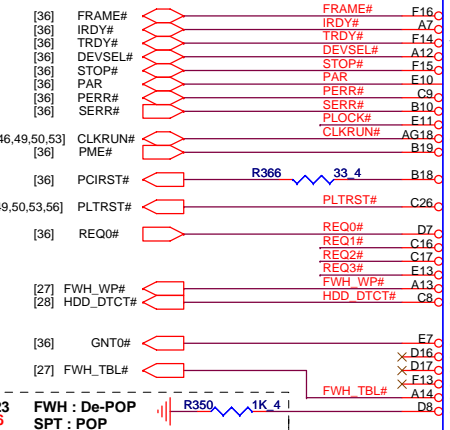 [36] FRAME# FRAME# F16
[36] IRDY# IRDY# A7
[36] TRDY# TRDY# F14
[36] DEVSEL# DEVSEL# A12
[36] STOP# STOP# F15
[36] PAR PAR E10
[36] PERR# PERR# C9
[36] SERR# SERR# B10
PLOCK# E11
46,49,50,53] CLKRUN# CLKRUN# AG18
[36] PME# B19
[36] PCIRST# R366 33_4 B18
49,50,53,56] PLTRST# PLTRST# C26
[36] REQ0# REQ0# D7
REQ1# C16
REQ2# C17
REQ3# E13
[27] FWH_WP# FWH_WP# A13
[28] HDD_DTCT# HDD_DTCT# C8
[36] GNT0# E7
D16
D17
F13
[27] FWH_TBL# FWH_TBL# A14
23 FWH : De-POP R350 1K_4 D8
6 SPT : POP